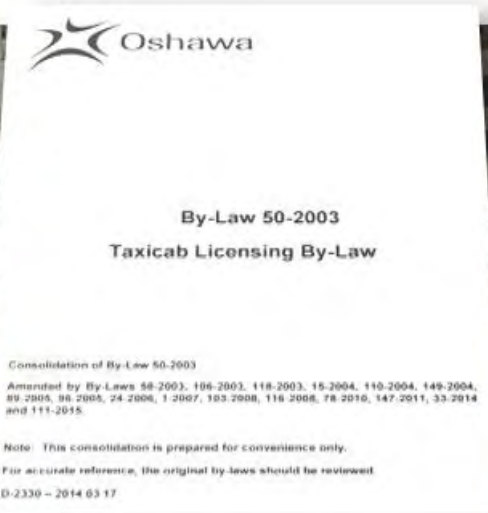 Oshawa
By-Law 50-2003
Taxicab Licensing By-Law
Consolidation of By-Law 50-2003
Amended by By-Laws 58-2003, 106-2003, 118-2003, 15-2004, 110-2004, 149-2004,
89-2005, 96-2005, 24-2006, 1-2007, 103-2008, 116-2008, 78-2010, 147-2011, 33-2014
and 111-2015
Note: This consolidation is prepared for convenience only.
For accurate reference, the original by-laws should be reviewed
D-2330 – 2014 03 17